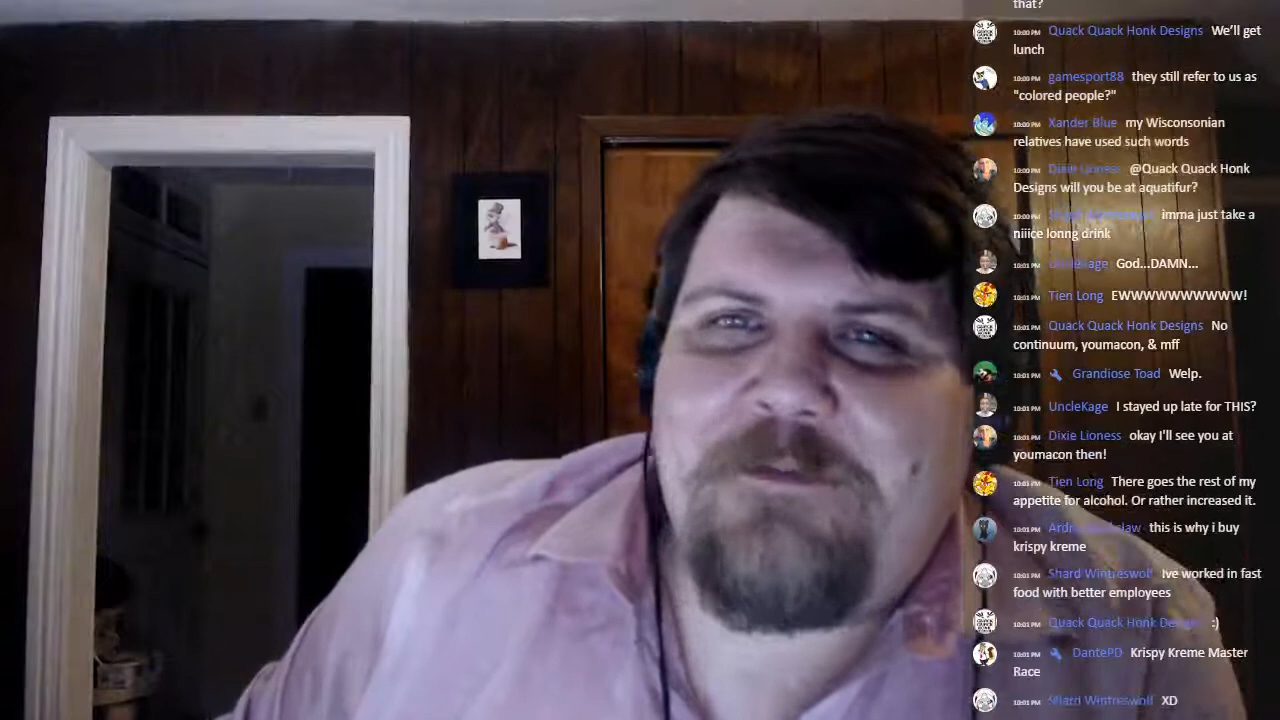 that?
10:00 PM Quack Quack Honk Designs We'll get
lunch
10:00 PM gamesport88 they still refer to us as
"colored people?"
10:00 PM Xander Blue my Wisconsonian
relatives have used such words
10:00 PM Dixie Lioness @Quack Quack Honk
Designs will you be at aquatifur?
10:00 PM Shard Wintreswolf imma just take a
niiice lonng drink
10:01 PM UncleKage God...DAMN...
10:01 PM Tien Long EWWWWWWWWWW!
10:01 PM Quack Quack Honk Designs No
continuum, youmacon, & mff
10:01 PM Grandiose Toad Welp.
10:01 PM UncleKage I stayed up late for THIS?
10:01 PM Dixie Lioness okay I'll see you at
youmacon then!
10:01 PM Tien Long There goes the rest of my
appetite for alcohol. Or rather increased it.
10:01 PM this is why i buy
krispy kreme
10:01 PM Shard Wintreswolf Ive worked in fast
food with better employees
10:01 PM Quack Quack Honk Designs :)
10:01 PM DantePD Krispy Kreme Master
Race
10:01 PM Shard Wintreswolf XD